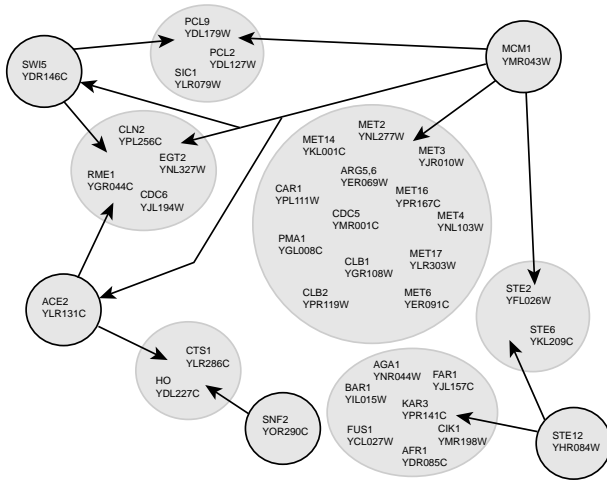 PCL9
YDL179W
PCL2
YDL127W
SIC1
YLR079W
SWI5
YDR146C
MCM1
YMR043W
CLN2
YPL256C
EGT2
YNL327W
RME1
YGR044C
CDC6
YJL194W
MET2
YNL277W
MET14
YKL001C
MET3
YJR010W
ARG5,6
YER069W
CAR1
YPL111W
MET16
YPR167C
CDC5
YMR001C
MET4
YNL103W
PMA1
YGL008C
MET17
YLR303W
CLB1
YGR108W
CLB2
YPR119W
MET6
YER091C
STE2
YFL026W
STE6
YKL209C
ACE2
YLR131C
CTS1
YLR286C
HO
YDL227C
SNF2
YOR290C
AGA1
YNR044W
FAR1
YJL157C
BAR1
YIL015W
KAR3
YPR141C
FUS1
YCL027W
CIK1
YMR198W
AFR1
YDR085C
STE12
YHR084W